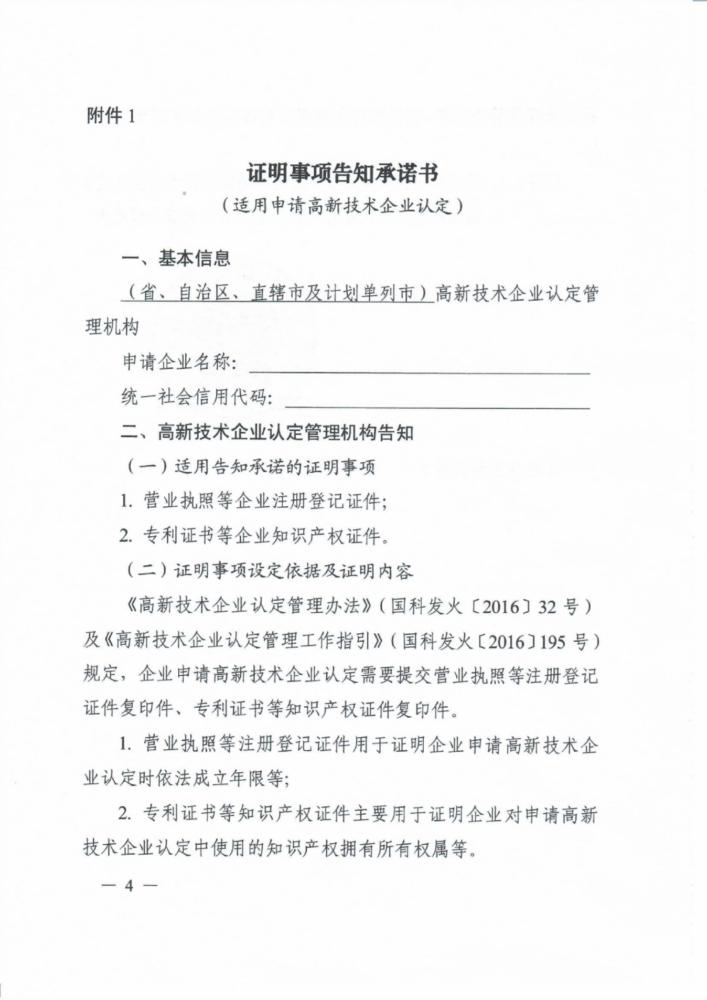 附件 1
证明事项告知承诺书
（适用申请高新技术企业认定）
一、基本信息
（省、自治区、直辖市及计划单列市）高新技术企业认定管
理机构
申请企业名称：
统一社会信用代码：
二、高新技术企业认定管理机构告知
（一）适用告知承诺的证明事项
1. 营业执照等企业注册登记证件；
2. 专利证书等企业知识产权证件。
（二）证明事项设定依据及证明内容
《高新技术企业认定管理办法》（国科发火〔2016〕32 号）
及《高新技术企业认定管理工作指引》（国科发火〔2016〕195 号）
规定，企业申请高新技术企业认定需要提交营业执照等注册登记
证件复印件、专利证书等知识产权证件复印件。
1. 营业执照等注册登记证件用于证明企业申请高新技术企
业认定时依法成立年限等；
2. 专利证书等知识产权证件主要用于证明企业对申请高新
技术企业认定中使用的知识产权拥有所有权属等。
— 4 —